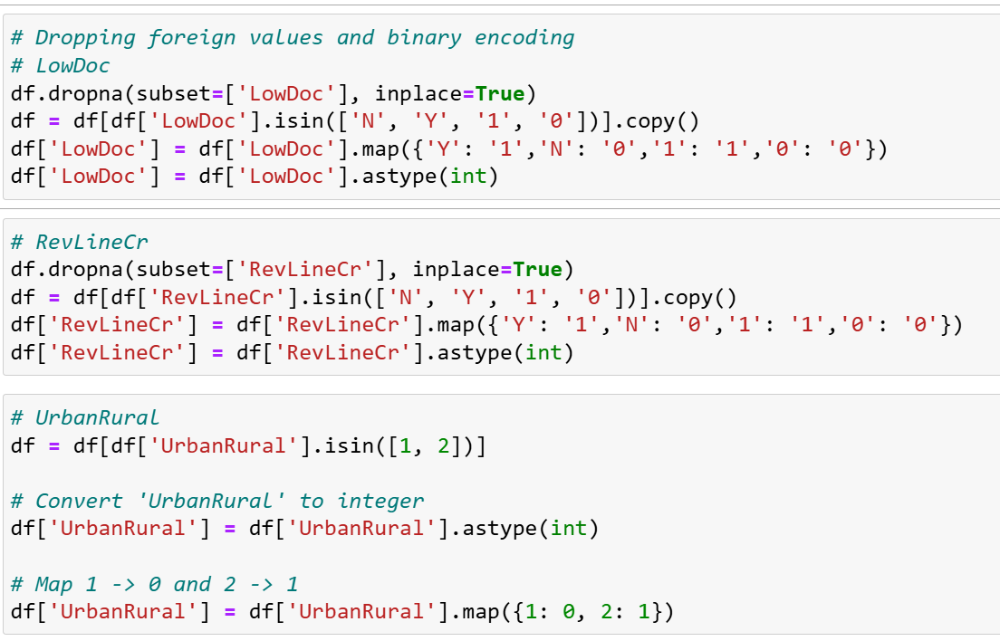 # Dropping foreign values and binary encoding
# LowDoc
df.dropna(subset=['LowDoc'], inplace=True)
df = df[df['LowDoc'].isin(['N', 'Y', '1', '0'])].copy()
df['LowDoc'] = df['LowDoc'].map({'Y': '1','N': '0','1': '1','0': '0'})
df['LowDoc'] = df['LowDoc'].astype(int)
# RevLineCr
df.dropna(subset=['RevLineCr'], inplace=True)
df = df[df['RevLineCr'].isin(['N', 'Y', '1', '0'])].copy()
df['RevLineCr'] = df['RevLineCr'].map({'Y': '1','N': '0','1': '1','0': '0'})
df['RevLineCr'] = df['RevLineCr'].astype(int)
# UrbanRural
df = df[df['UrbanRural'].isin([1, 2])]
# Convert 'UrbanRural' to integer
df['UrbanRural'] = df['UrbanRural'].astype(int)
# Map 1 -> 0 and 2 -> 1
df['UrbanRural'] = df['UrbanRural'].map({1: 0, 2: 1})